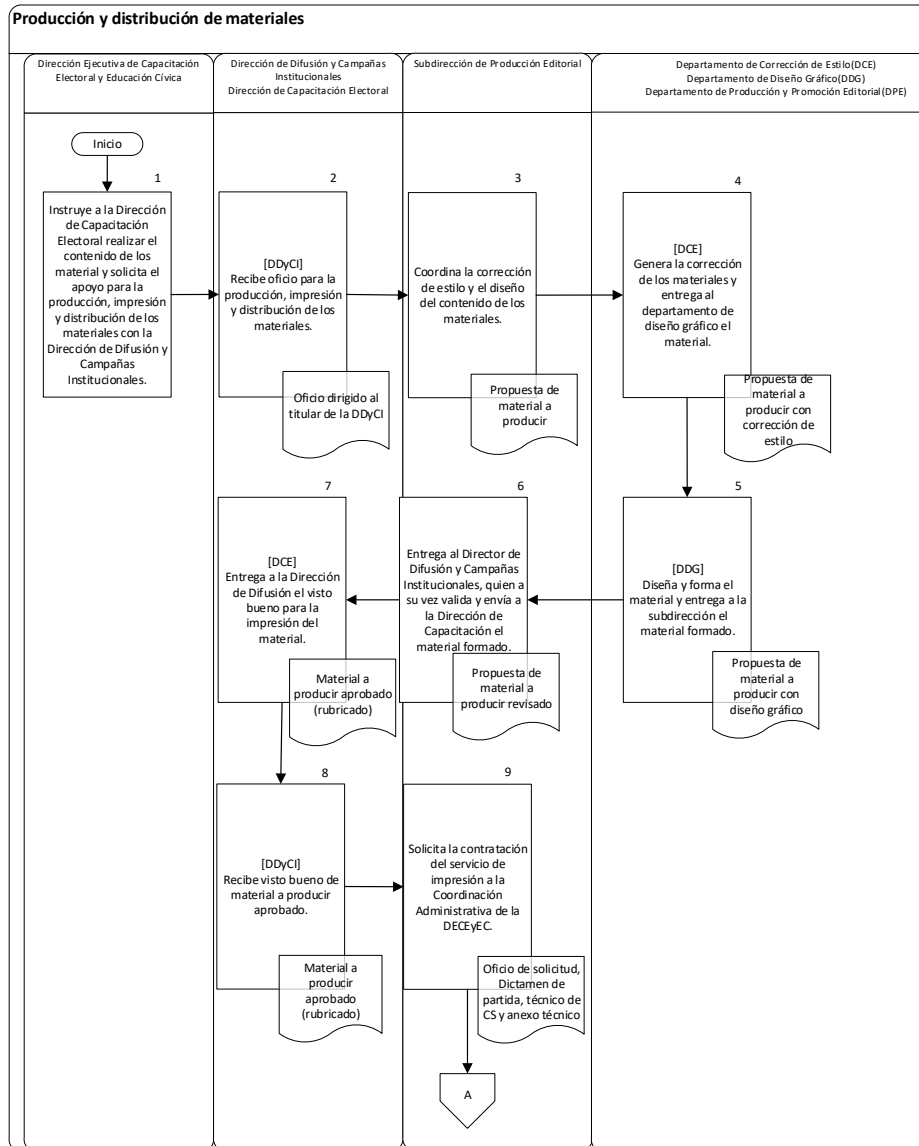 Producción y distribución de materiales
Dirección Ejecutiva de Capacitación
Electoral y Educación Cívica
Dirección de Difusión y Campañas
Institucionales
Dirección de Capacitación Electoral
Subdirección de Producción Editorial
Departamento de Corrección de Estilo(DCE)
Departamento de Diseño Gráfico(DDG)
Departamento de Producción y Promoción Editorial(DPE)
Inicio
1
Instruye a la Dirección
de Capacitación
Electoral realizar el
contenido de los
material y solicita el
apoyo para la
producción, impresión
y distribución de los
materiales con la
Dirección de Difusión y
Campañas
Institucionales.
2
[DDyCI]
Recibe oficio para la
producción, impresión
y distribución de los
materiales.
Oficio dirigido al
titular de la DDyCI
3
Coordina la corrección
de estilo y el diseño
del contenido de los
materiales.
Propuesta de
material a
producir
4
[DCE]
Genera la corrección
de los materiales y
entrega al
departamento de
diseño gráfico el
material.
Propuesta de
material a
producir con
corrección de
estilo
7
[DCE]
Entrega a la Dirección
de Difusión el visto
bueno para la
impresión del
material.
Material a
producir aprobado
(rubricado)
6
Entrega al Director de
Difusión y Campañas
Institucionales, quien a
su vez valida y envía a
la Dirección de
Capacitación el
material formado.
Propuesta de
material a
producir revisado
5
[DDG]
Diseña y forma el
material y entrega a la
subdirección el
material formado.
Propuesta de
material a
producir con
diseño gráfico
8
[DDyCI]
Recibe visto bueno de
material a producir
aprobado.
Material a
producir
aprobado
(rubricado)
9
Solicita la contratación
del servicio de
impresión a la
Coordinación
Administrativa de la
DECEyEC.
Oficio de solicitud,
Dictamen de
partida, técnico de
CS y anexo técnico
A